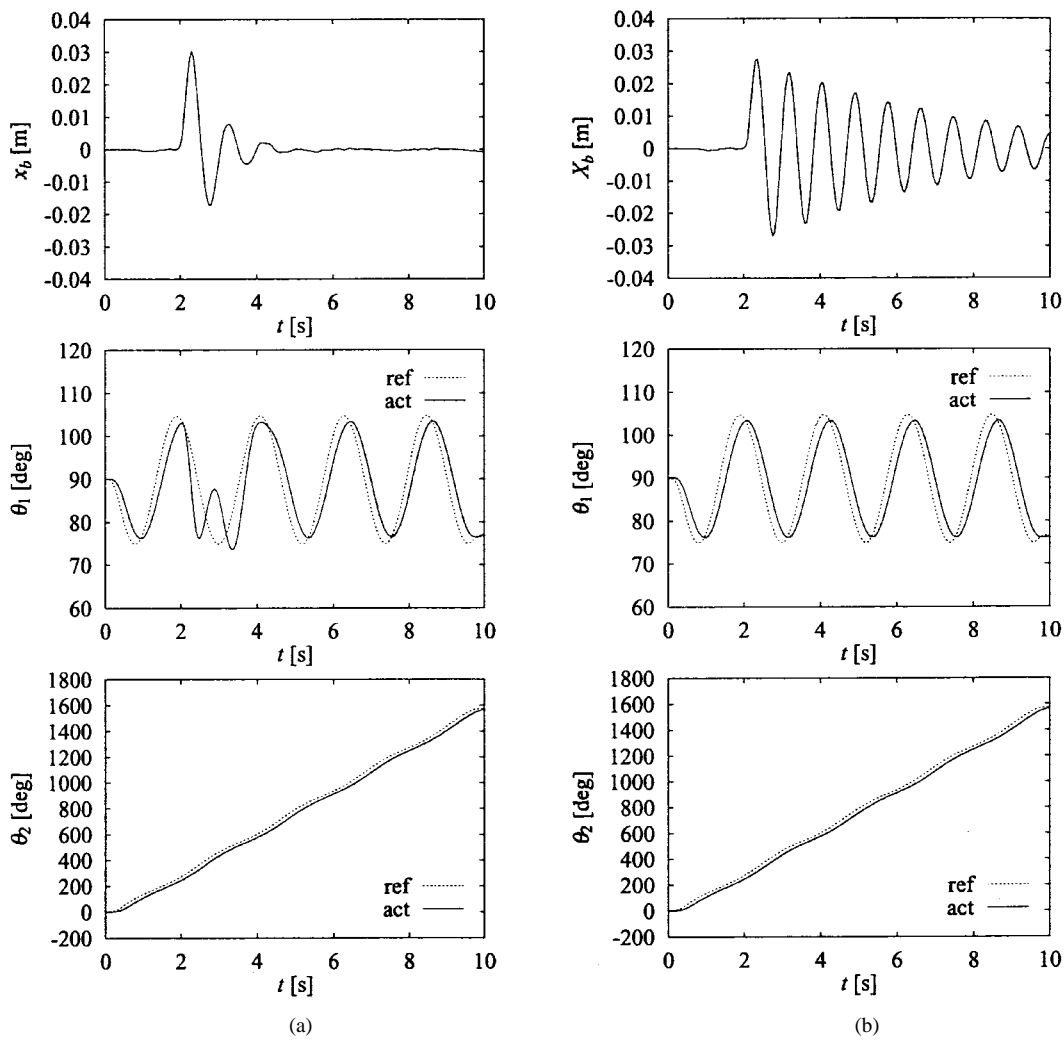 0.04
0.03
0.02
0.01
0
-0.01
-0.02
-0.03
-0.04
x_b [m]
0 2 4 6 8 10
t [s]
120
110
100
90
80
70
60
θ_1 [deg]
ref
act
0 2 4 6 8 10
t [s]
1800
1600
1400
1200
1000
800
600
400
200
0
-200
θ_2 [deg]
ref
act
0 2 4 6 8 10
t [s]
(a)
0.04
0.03
0.02
0.01
0
-0.01
-0.02
-0.03
-0.04
X_b [m]
0 2 4 6 8 10
t [s]
120
110
100
90
80
70
60
θ_1 [deg]
ref
act
0 2 4 6 8 10
t [s]
1800
1600
1400
1200
1000
800
600
400
200
0
-200
θ_2 [deg]
ref
act
0 2 4 6 8 10
t [s]
(b)